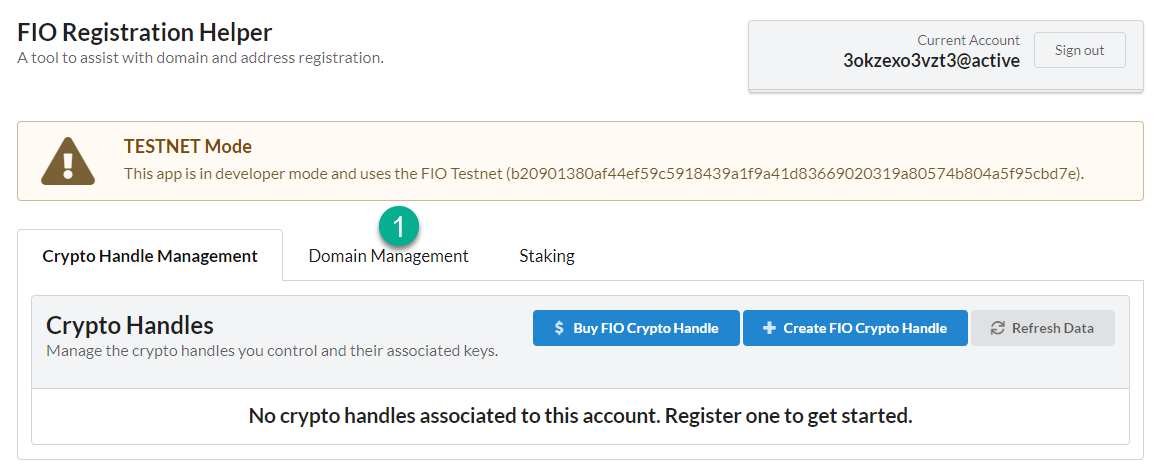 FIO Registration Helper
A tool to assist with domain and address registration.
Current Account
3okzexo3vzt3@active
Sign out
TESTNET Mode
This app is in developer mode and uses the FIO Testnet (b20901380af44ef59c5918439a1f9a41d83669020319a80574b804a5f95cbd7e).
1
Crypto Handle Management
Domain Management
Staking
Crypto Handles
Manage the crypto handles you control and their associated keys.
$ Buy FIO Crypto Handle
Create FIO Crypto Handle
Refresh Data
No crypto handles associated to this account. Register one to get started.